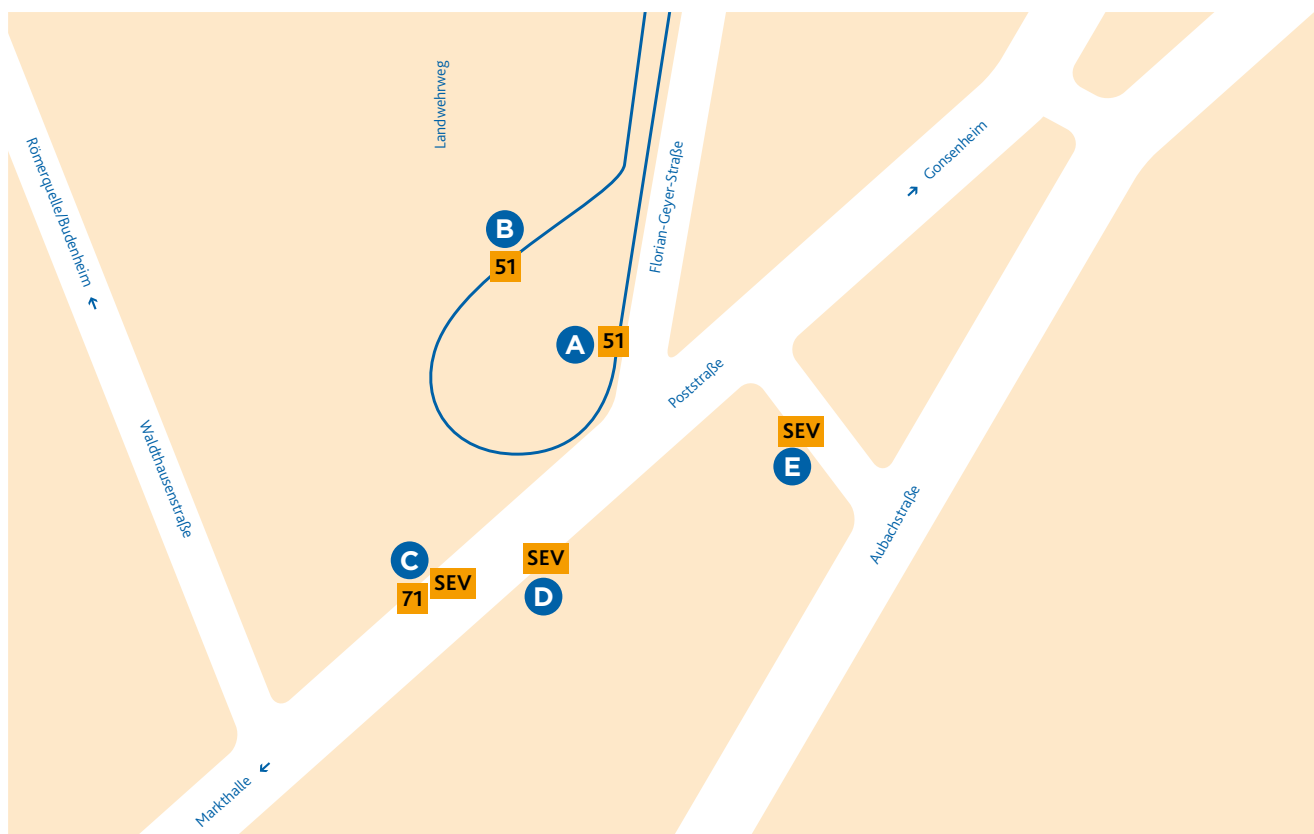 Landwehrweg
Römerquelle/Budenheim
Gonsenheim
Florian-Geyer-Straße
B
51
A
51
Poststraße
SEV
E
Waldthausenstraße
Aubachstraße
C
SEV
71
SEV
D
Markthalle